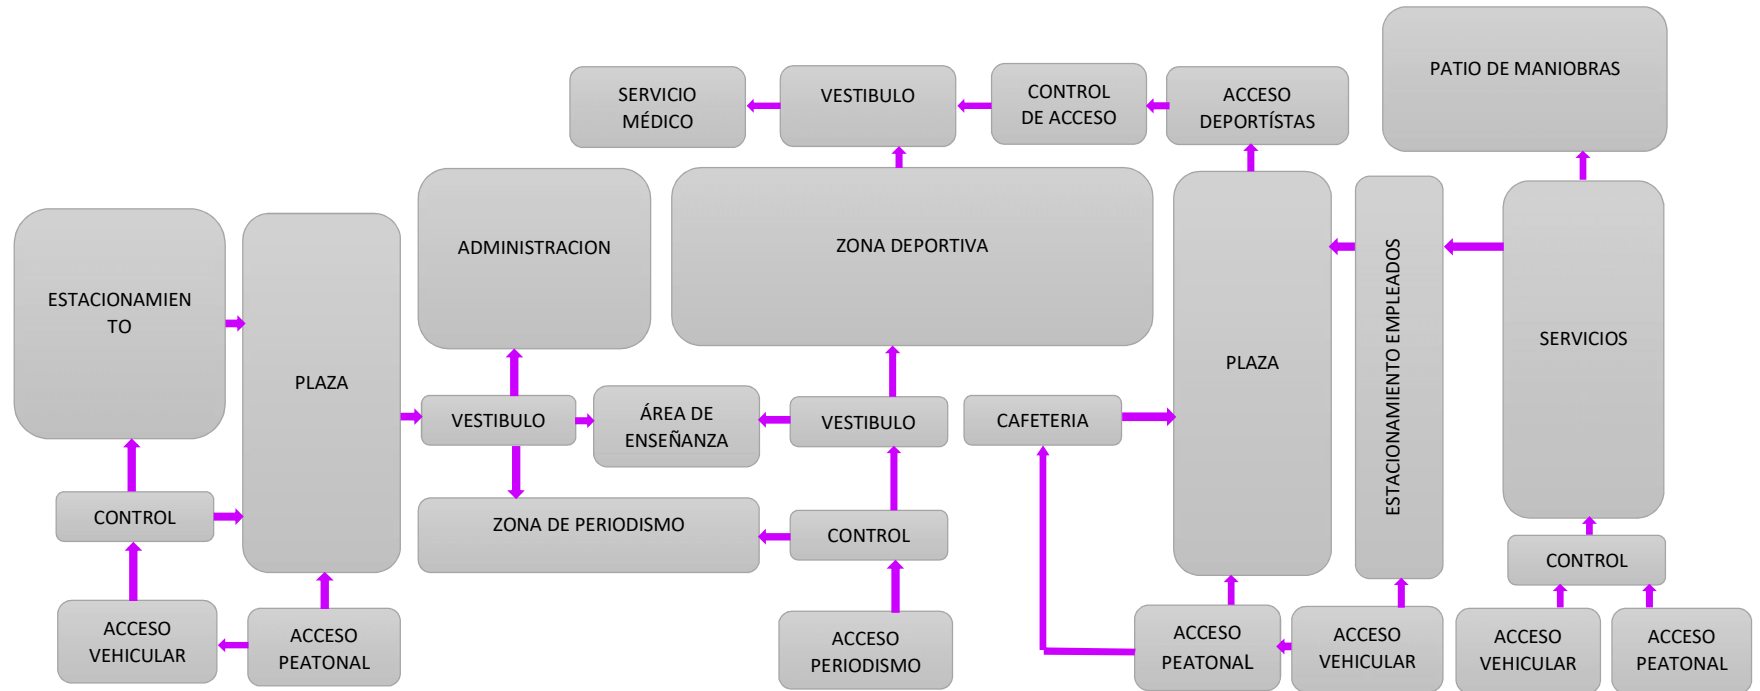 PATIO DE MANIOBRAS
SERVICIO
MÉDICO
VESTIBULO
CONTROL
DE ACCESO
ACCESO
DEPORTÍSTAS
ESTACIONAMIEN
TO
PLAZA
ADMINISTRACION
ZONA DEPORTIVA
PLAZA
ESTACIONAMIENTO EMPLEADOS
SERVICIOS
VESTIBULO
ÁREA DE
ENSEÑANZA
VESTIBULO
CAFETERIA
CONTROL
ZONA DE PERIODISMO
CONTROL
CONTROL
ACCESO
VEHICULAR
ACCESO
PEATONAL
ACCESO
PERIODISMO
ACCESO
PEATONAL
ACCESO
VEHICULAR
ACCESO
VEHICULAR
ACCESO
PEATONAL